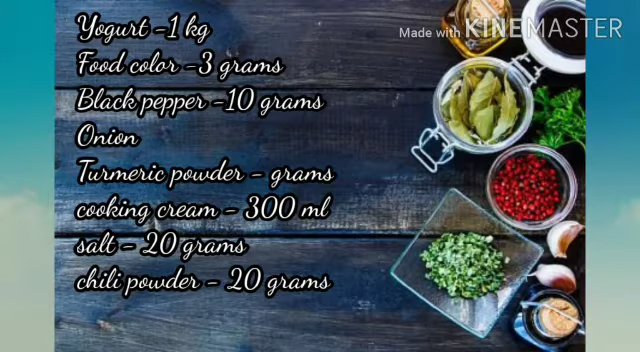 Yogurt -1 kg
Made with KINEMASTER
Food color -3 grams
Black pepper -10 grams
Onion
Turmeric powder - grams
cooking cream - 300 ml
salt - 20 grams
chili powder - 20 grams